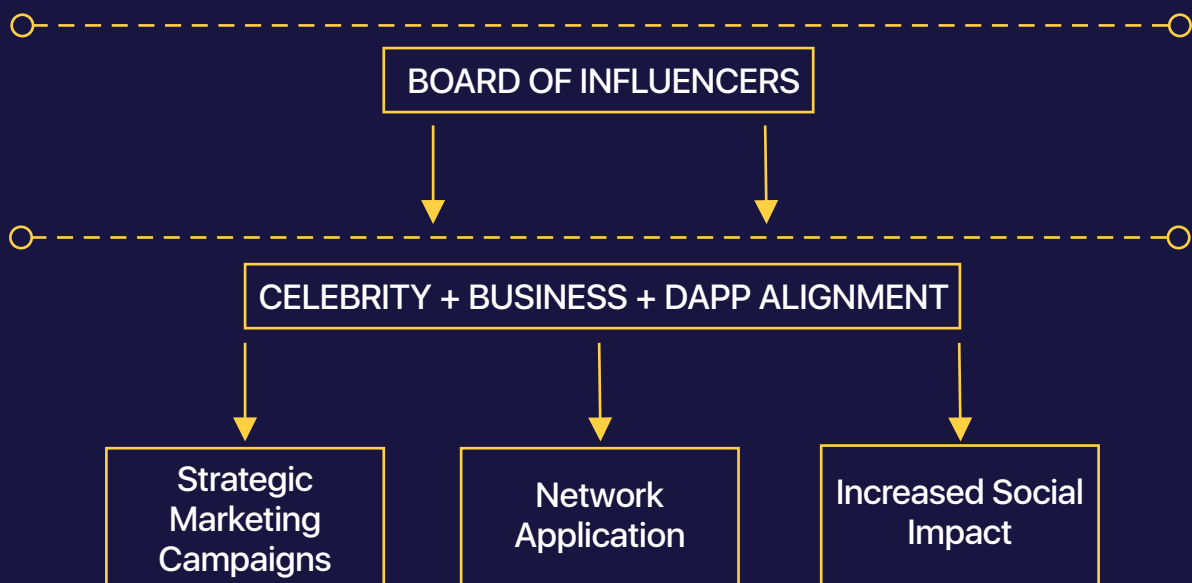 BOARD OF INFLUENCERS
CELEBRITY + BUSINESS + DAPP ALIGNMENT
Strategic
Marketing
Campaigns
Network
Application
Increased Social
Impact